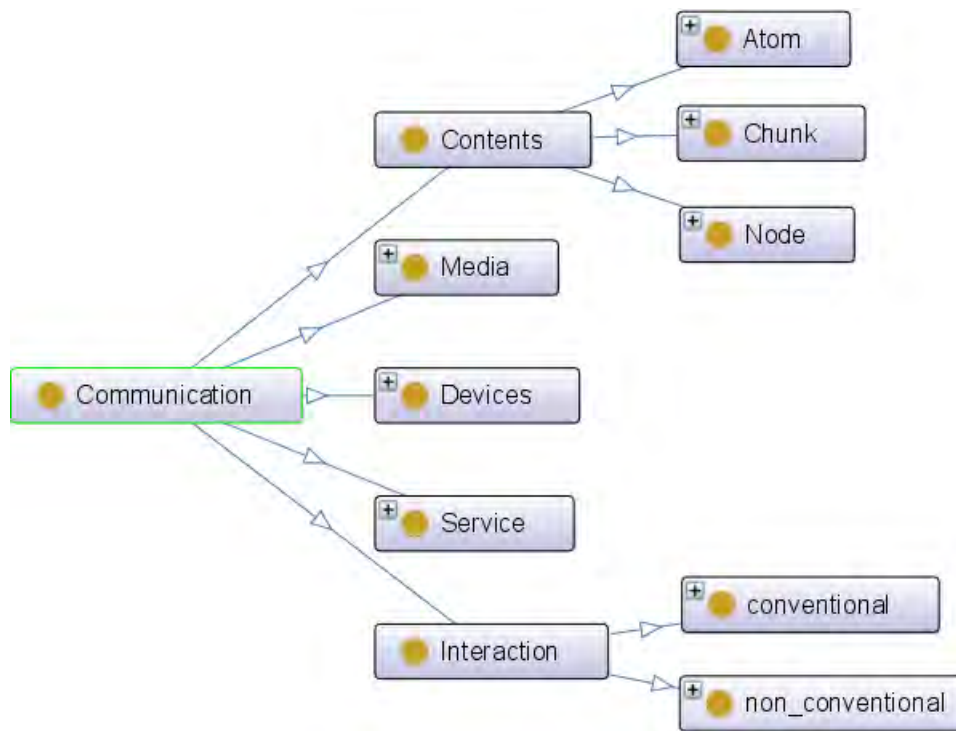 Atom
Contents
Chunk
Node
Media
Communication
Devices
Service
conventional
Interaction
non_conventional